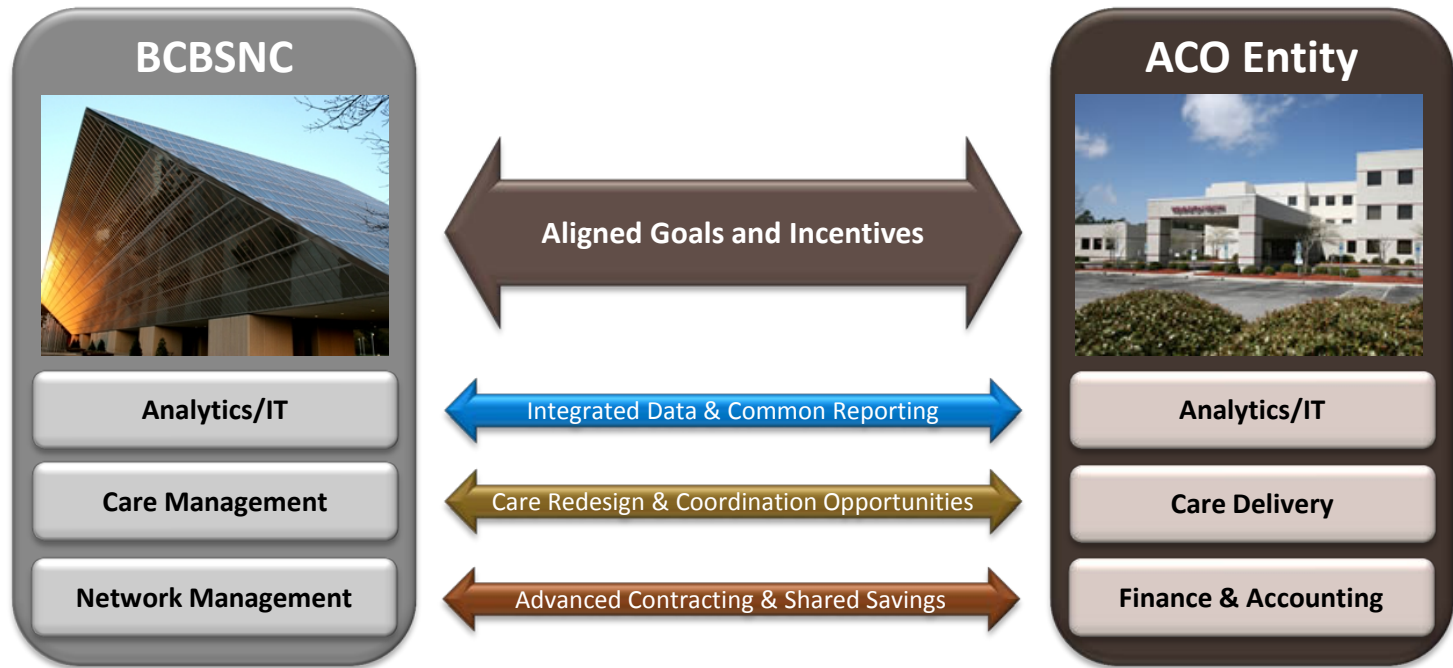 BCBSNC
ACO Entity
Aligned Goals and Incentives
Analytics/IT
Integrated Data & Common Reporting
Analytics/IT
Care Management
Care Redesign & Coordination Opportunities
Care Delivery
Network Management
Advanced Contracting & Shared Savings
Finance & Accounting